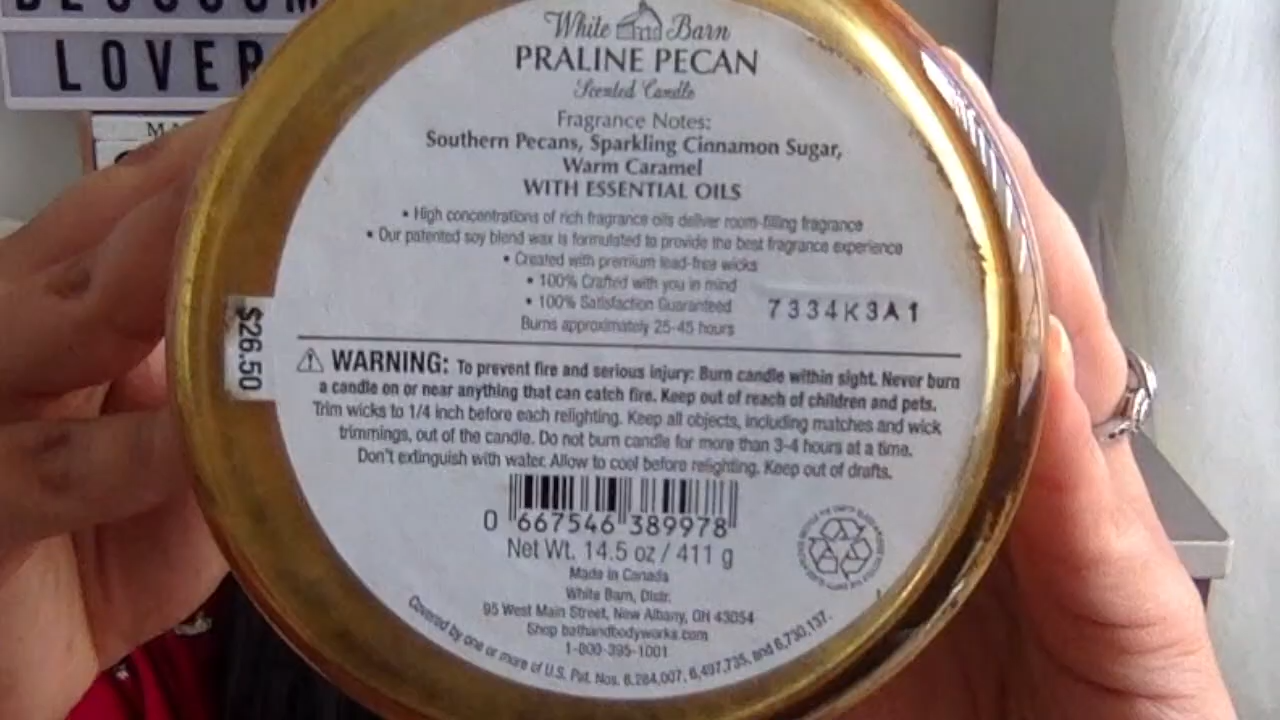 LOVER
White Barn
PRALINE PECAN
Scented Candle
Fragrance Notes:
Southern Pecans, Sparkling Cinnamon Sugar,
Warm Caramel
WITH ESSENTIAL OILS
• High concentrations of rich fragrance oils deliver room-filling fragrance
• Our patented soy blend wax is formulated to provide the best fragrance experience
• Created with premium lead-free wicks
• 100% Crafted with you in mind
• 100% Satisfaction Guaranteed
Burns approximately 25-45 hours
7334K3A1
$26.50
⚠ WARNING: To prevent fire and serious injury: Burn candle within sight. Never burn
a candle on or near anything that can catch fire. Keep out of reach of children and pets.
Trim wicks to 1/4 inch before each relighting. Keep all objects, including matches and wick
trimmings, out of the candle. Do not burn candle for more than 3-4 hours at a time.
Don't extinguish with water. Allow to cool before relighting. Keep out of drafts.
0 667546 389978
Net Wt. 14.5 oz / 411 g
Made in Canada
White Barn, Distr.
95 West Main Street, New Albany, OH 43054
Shop bathandbodyworks.com
1-800-395-1001
Covered by one or more of U.S. Pat. Nos. 6,284,007, 6,497,735, and 6,730,137.